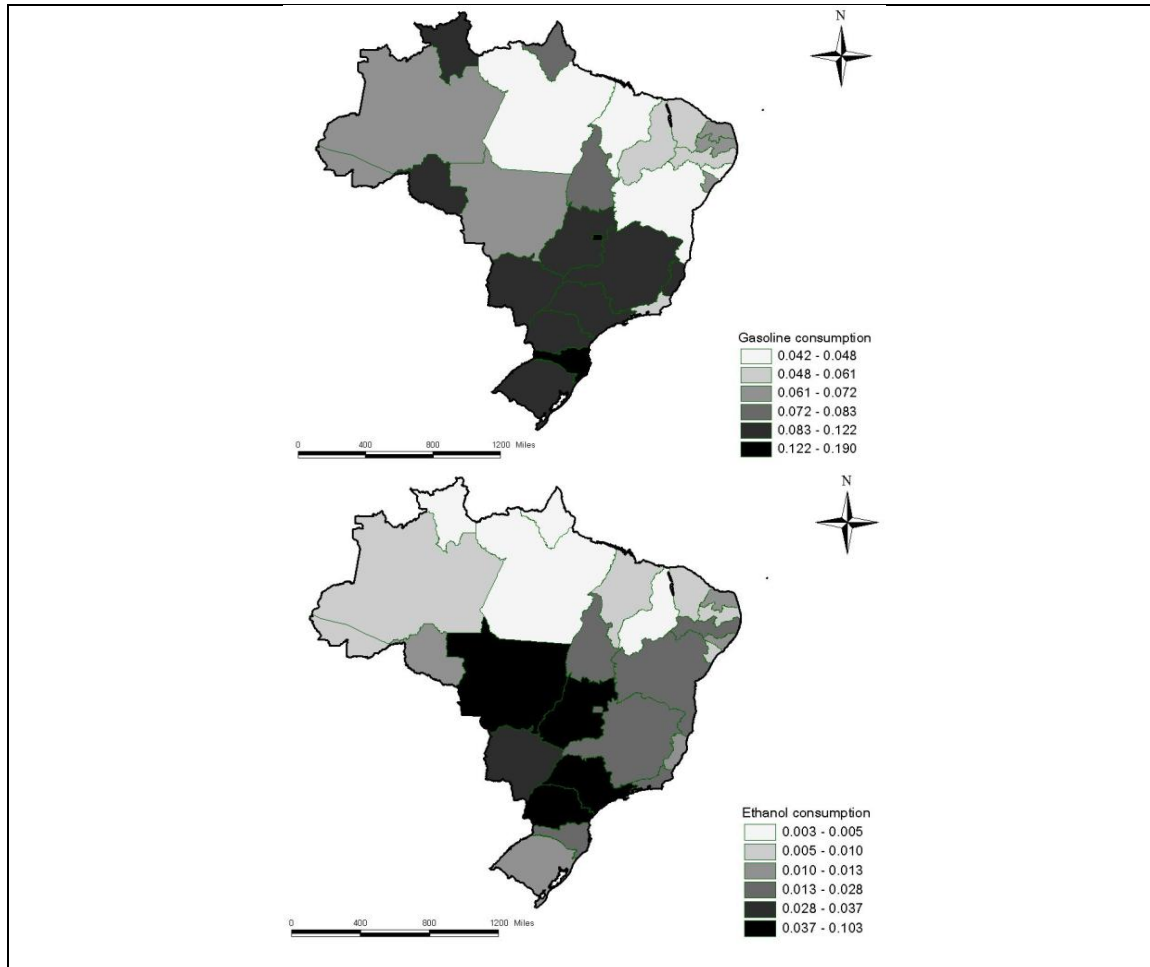 N
Gasoline consumption
0.042 - 0.048
0.048 - 0.061
0.061 - 0.072
0.072 - 0.083
0.083 - 0.122
0.122 - 0.190
0 400 800 1200 Miles
N
Ethanol consumption
0.003 - 0.005
0.005 - 0.010
0.010 - 0.013
0.013 - 0.028
0.028 - 0.037
0.037 - 0.103
0 400 800 1200 Miles